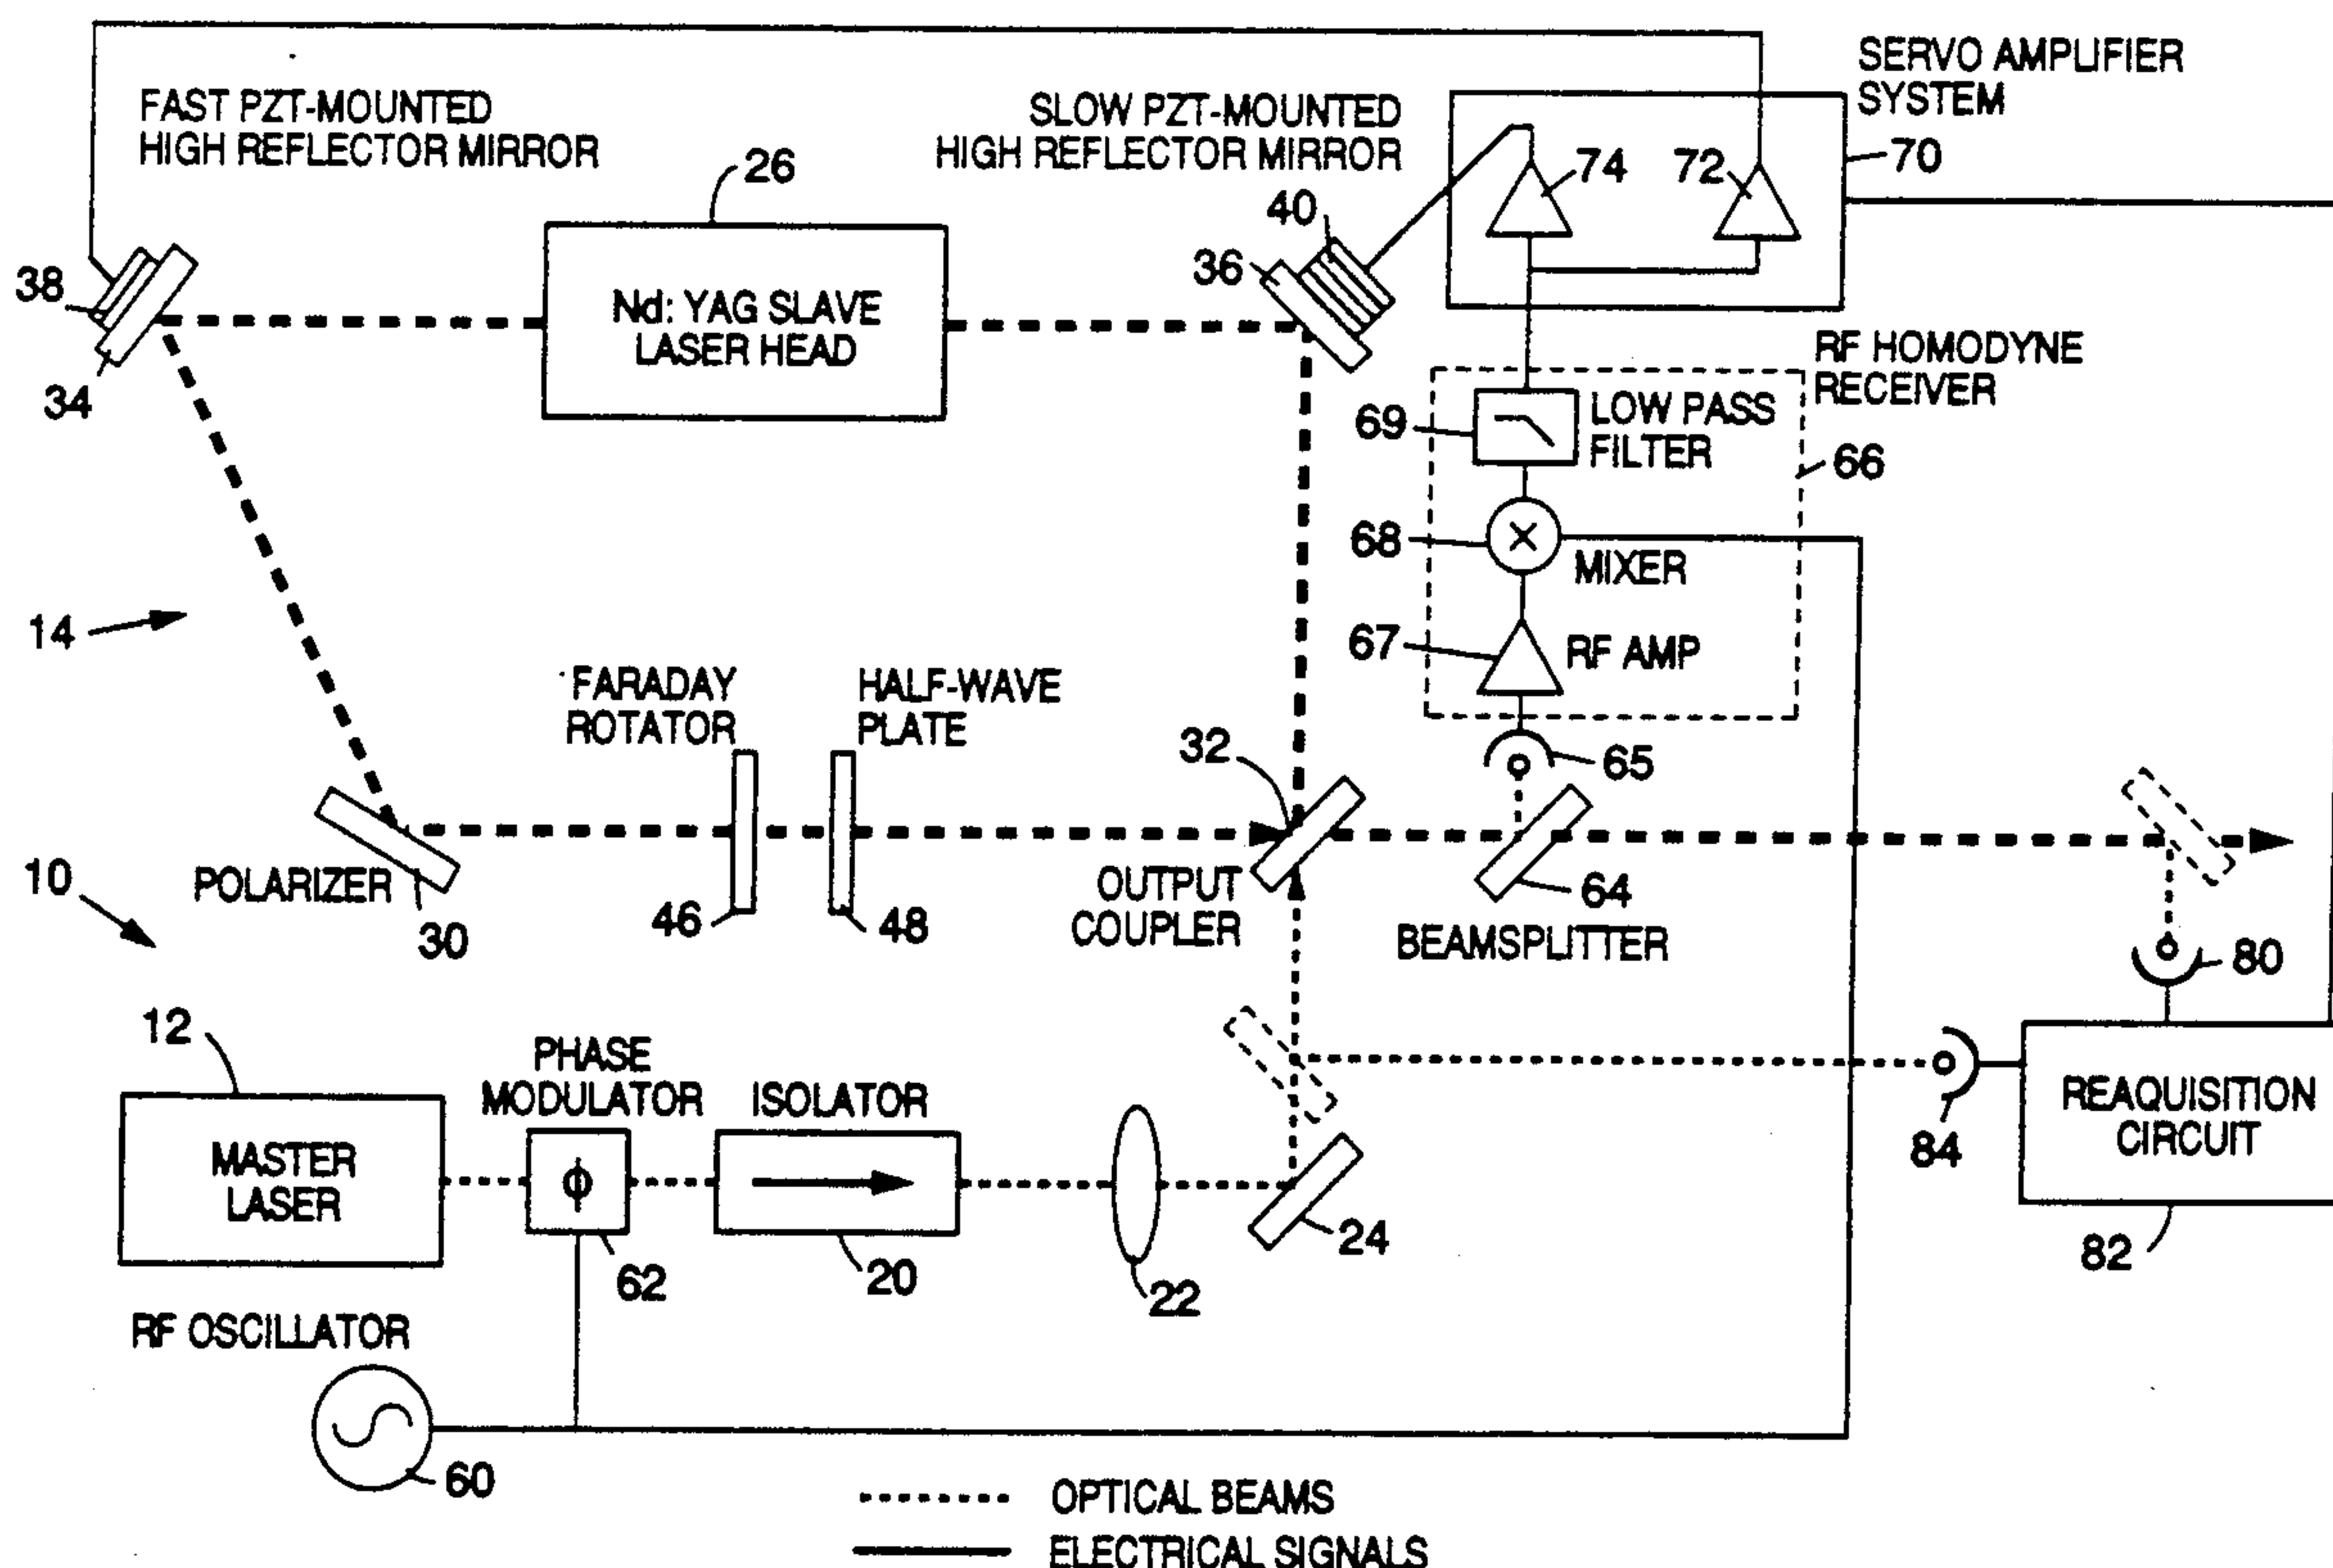 SERVO AMPLIFIER
SYSTEM
FAST PZT-MOUNTED
HIGH REFLECTOR MIRROR
SLOW PZT-MOUNTED
HIGH REFLECTOR MIRROR
26
40
74
72
70
38
36
34
Nd: YAG SLAVE
LASER HEAD
RF HOMODYNE
RECEIVER
69
LOW PASS
FILTER
66
68
MIXER
14
67
RF AMP
FARADAY
ROTATOR
HALF-WAVE
PLATE
32
65
10
POLARIZER
30
46
48
OUTPUT
COUPLER
64
BEAMSPLITTER
80
12
PHASE
MODULATOR
ISOLATOR
MASTER
LASER
ϕ
62
20
22
24
84
REAQUISITION
CIRCUIT
82
RF OSCILLATOR
60
OPTICAL BEAMS
ELECTRICAL SIGNALS